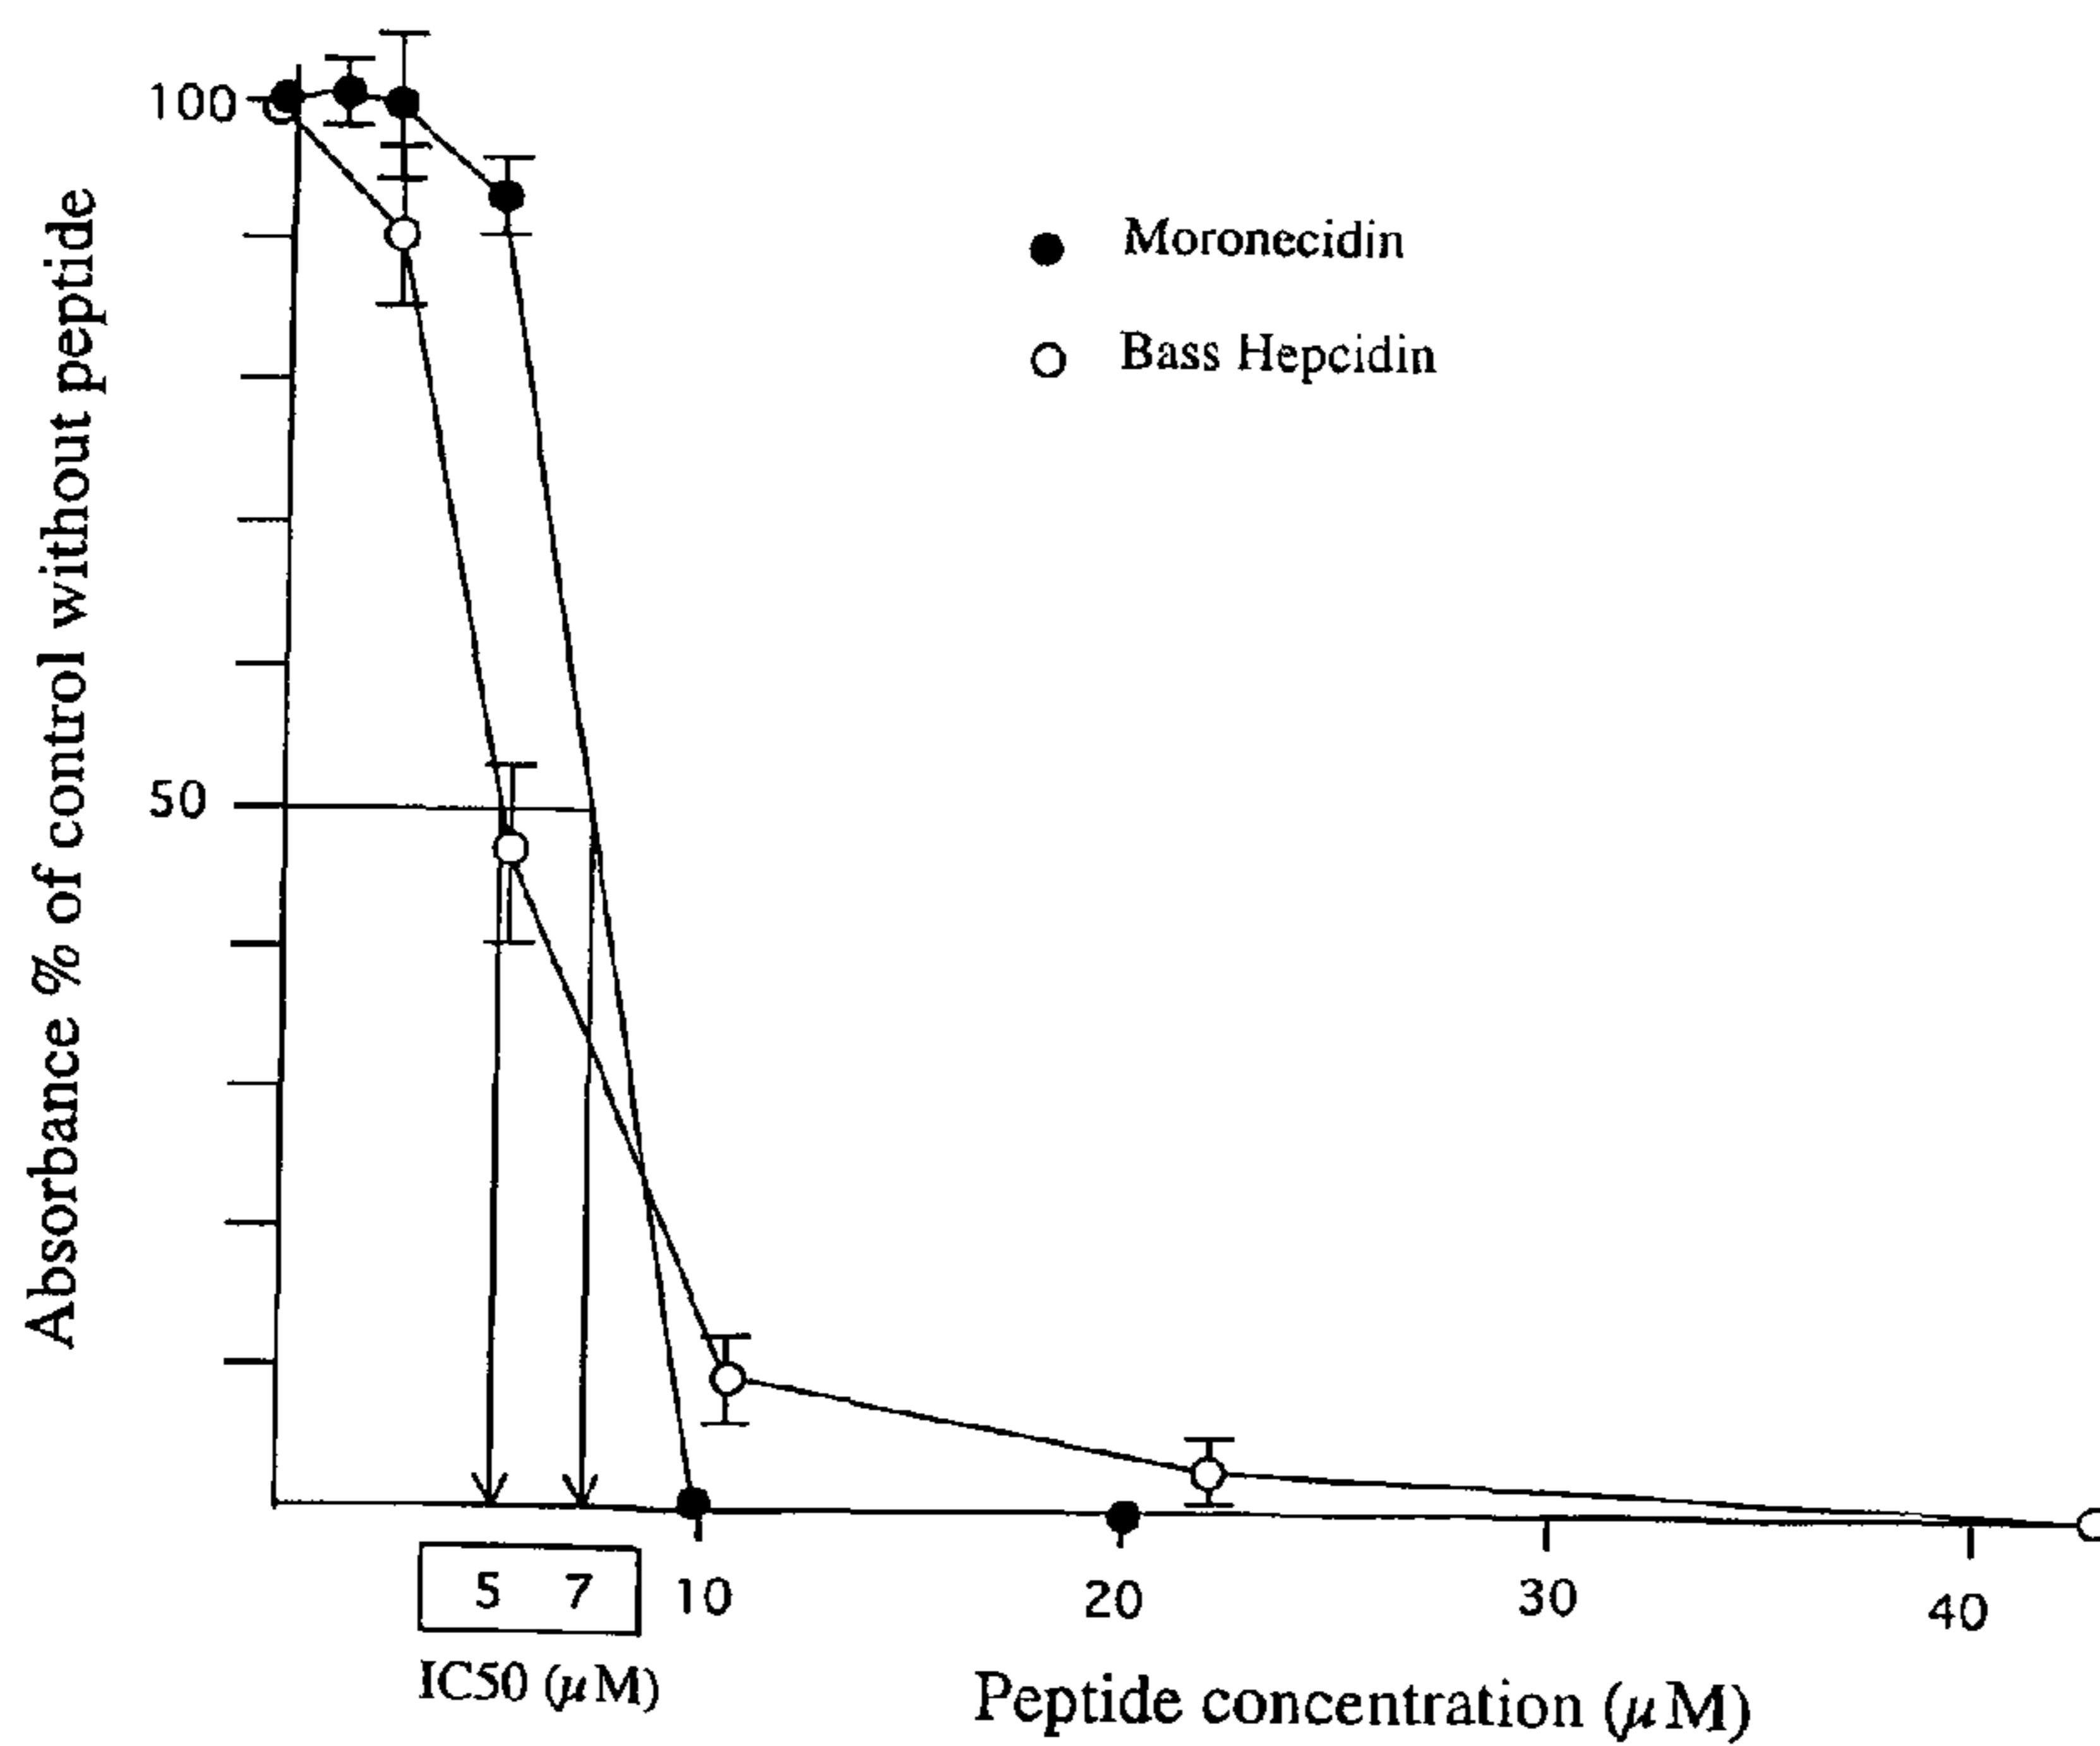 Absorbance % of control without peptide
100
50
Moronecidin
Bass Hepcidin
5 7
10
20
30
40
IC50 (μM)
Peptide concentration (μM)